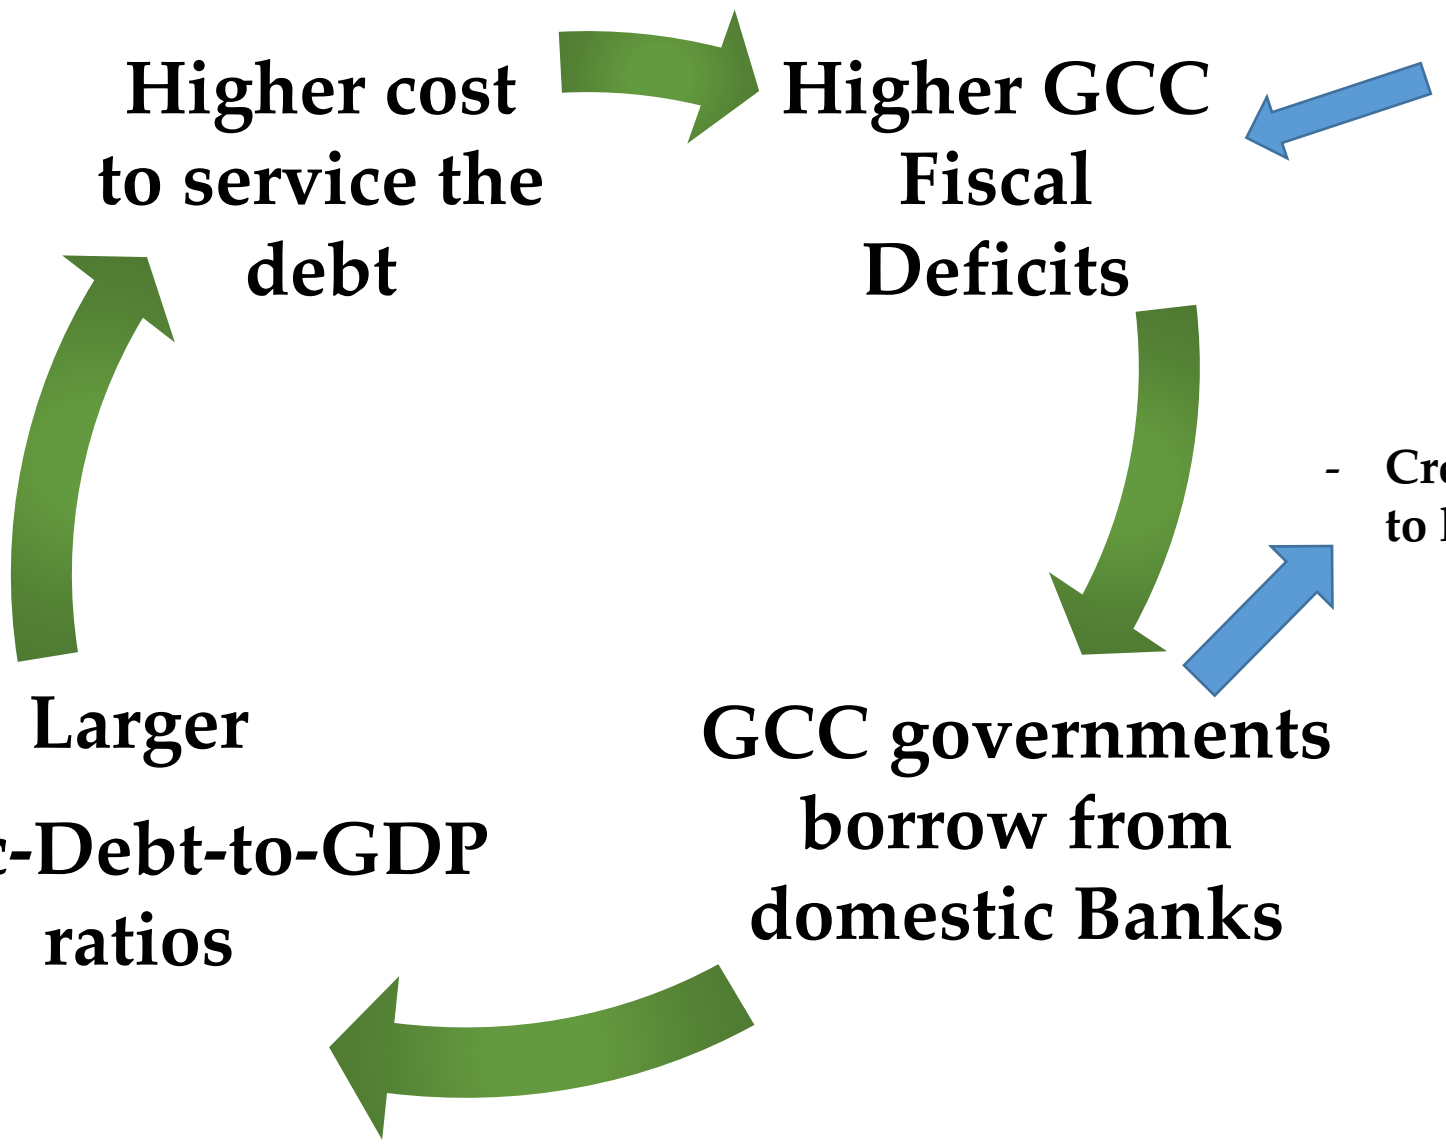 Higher cost
to service the
debt
Higher GCC
Fiscal
Deficits
-
to
GCC governments
borrow from
domestic Banks
Larger
-Debt-to-GDP
ratios